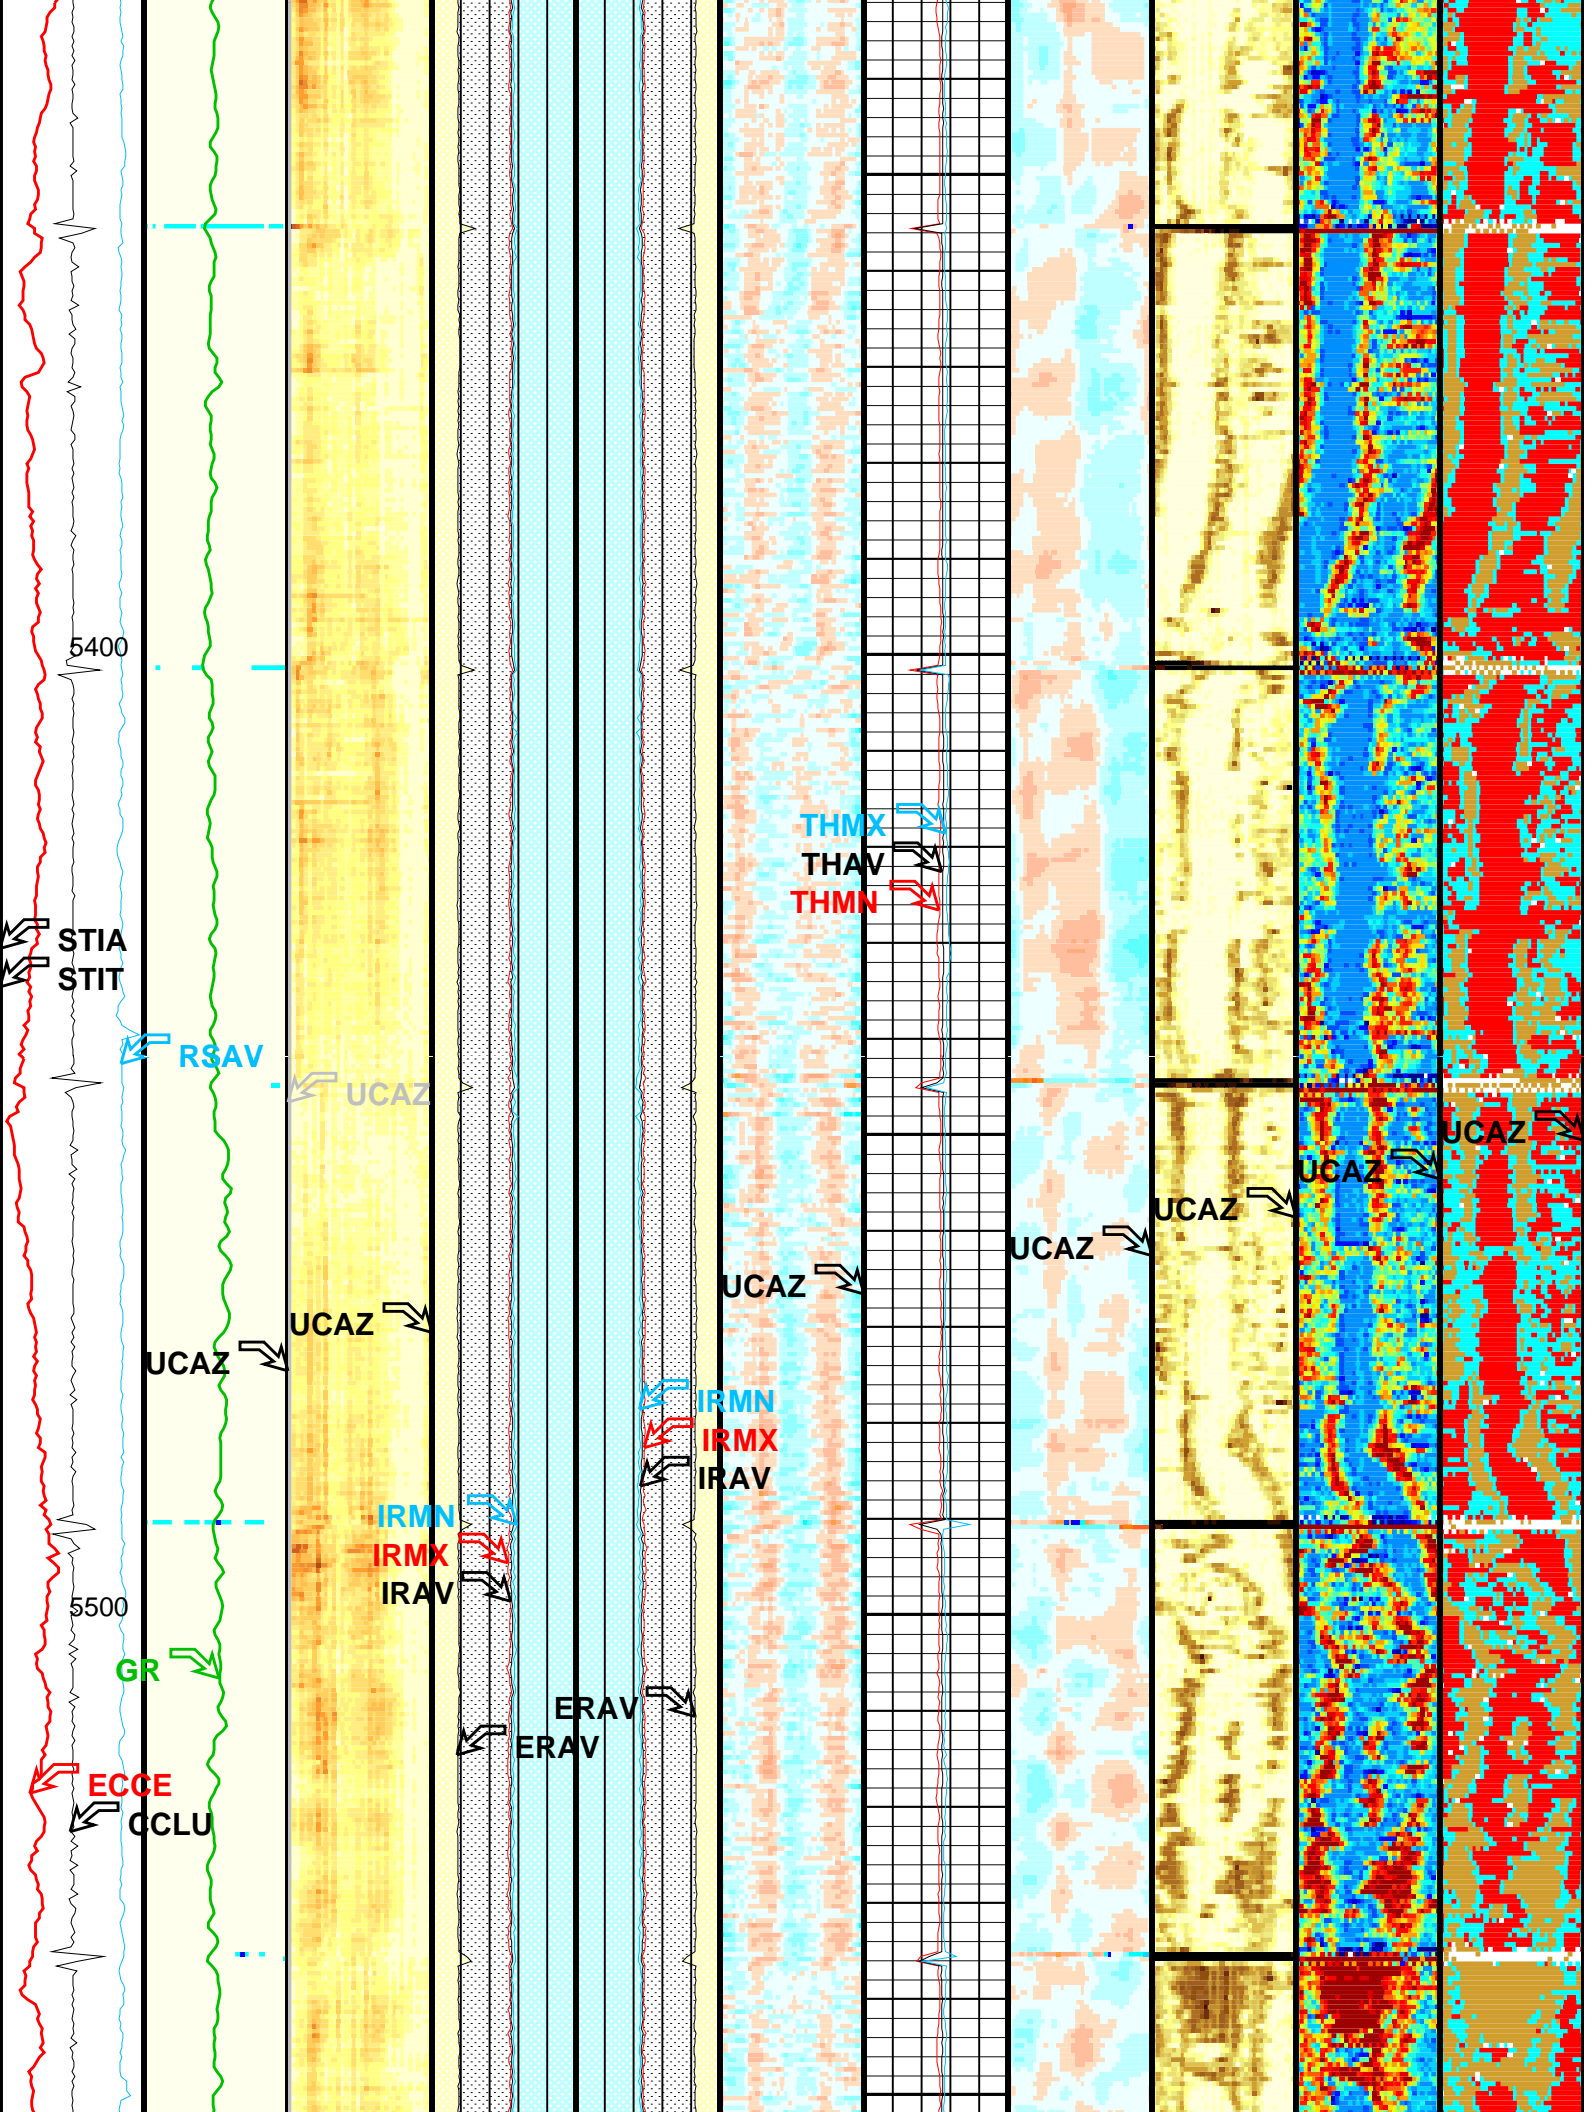 5400
THMX
THAV
THMN
STIA
STIT
RSAV
UCAZ
UCAZ
UCAZ
UCAZ
UCAZ
UCAZ
UCAZ
UCAZ
IRMN
IRMX
IRAV
IRMN
IRMX
IRAV
5500
GR
ERAV
ERAV
ECCE
CCLU